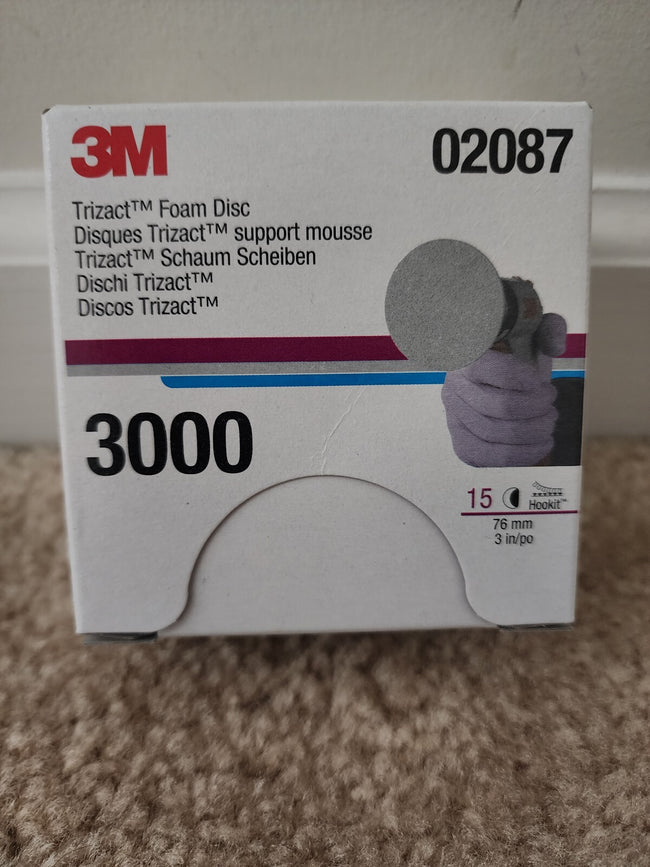 3M
02087
Trizact™ Foam Disc
Disques Trizact™ support mousse
Trizact™ Schaum Scheiben
Dischi Trizact™
Discos Trizact™
3000
15
Hookit™
76 mm
3 in/po